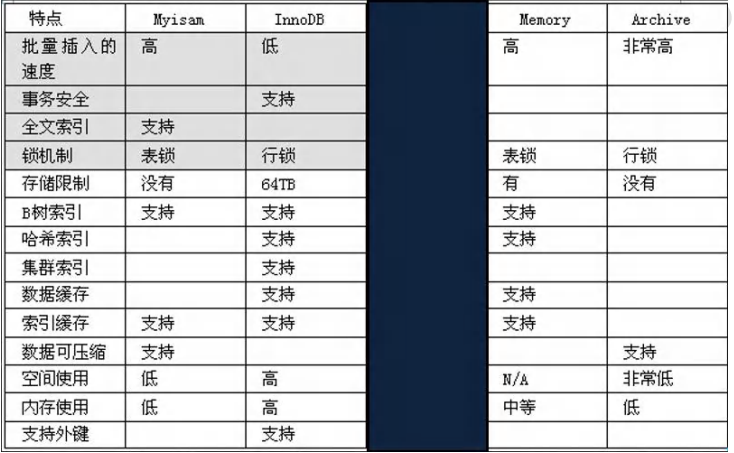 特点 Myisam InnoDB Memory Archive
批量插入的 高 低 高 非常高
速度
事务安全 支持
全文索引 支持
锁机制 表锁 行锁 表锁 行锁
存储限制 没有 64TB 有 没有
B树索引 支持 支持 支持
哈希索引 支持 支持
集群索引 支持
数据缓存 支持 支持
索引缓存 支持 支持 支持
数据可压缩 支持 支持
空间使用 低 高 N/A 非常低
内存使用 低 高 中等 低
支持外键 支持